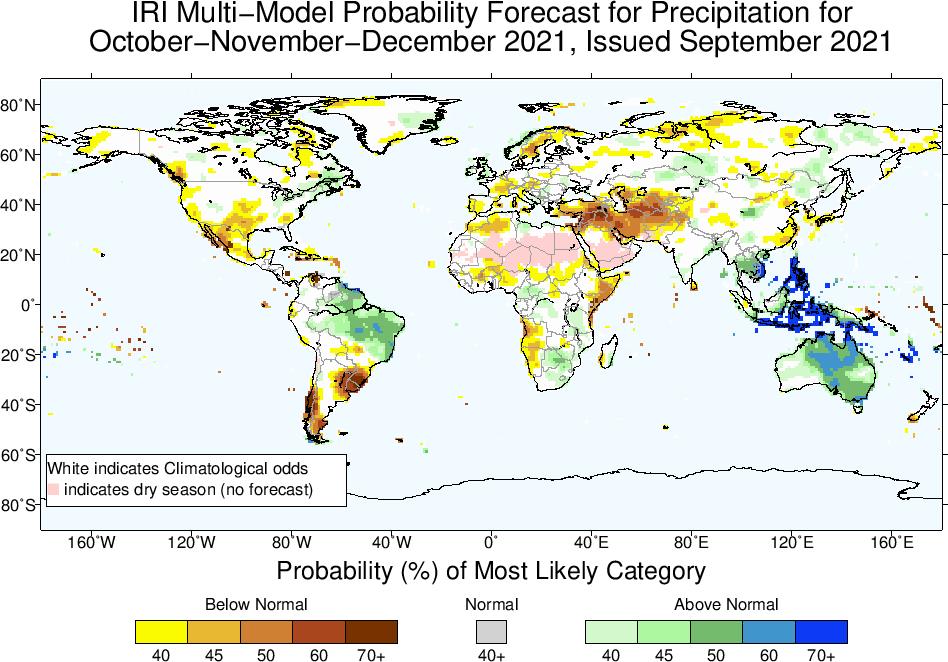 IRI Multi−Model Probability Forecast for Precipitation for
October−November−December 2021, Issued September 2021
80˚N
60˚N
40˚N
20˚N
0˚
20˚S
40˚S
60˚S
80˚S
White indicates Climatological odds
indicates dry season (no forecast)
160˚W 120˚W 80˚W 40˚W 0˚ 40˚E 80˚E 120˚E 160˚E
Probability (%) of Most Likely Category
Below Normal Normal Above Normal
40 45 50 60 70+ 40+ 40 45 50 60 70+